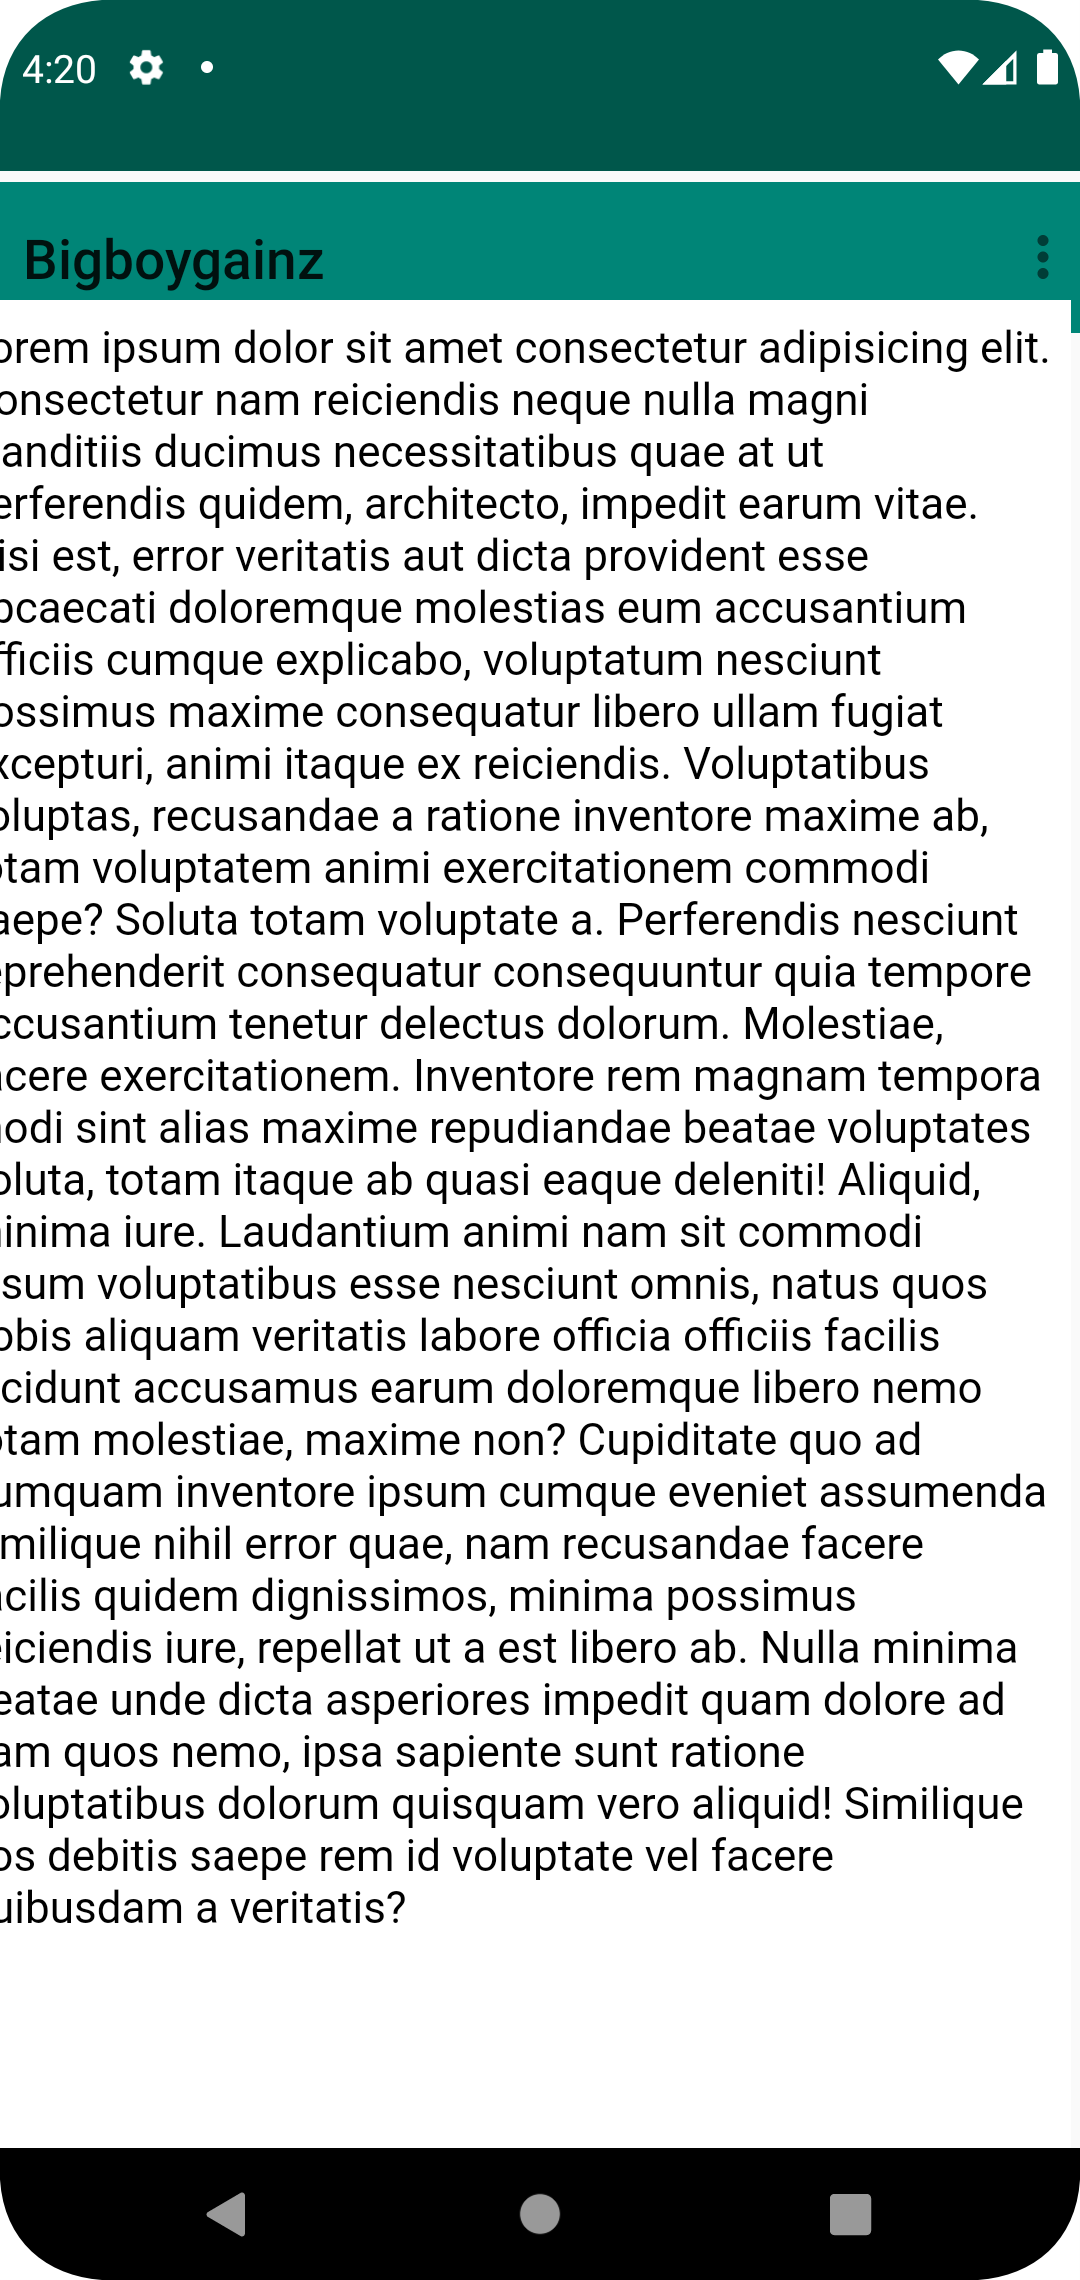 4:20
Bigboygainz
orem ipsum dolor sit amet consectetur adipisicing elit.
onsectetur nam reiciendis neque nulla magni
anditiis ducimus necessitatibus quae at ut
erferendis quidem, architecto, impedit earum vitae.
isi est, error veritatis aut dicta provident esse
bcaecati doloremque molestias eum accusantium
fficiis cumque explicabo, voluptatum nesciunt
ossimus maxime consequatur libero ullam fugiat
xcepturi, animi itaque ex reiciendis. Voluptatibus
oluptas, recusandae a ratione inventore maxime ab,
otam voluptatem animi exercitationem commodi
aepe? Soluta totam voluptate a. Perferendis nesciunt
eprehenderit consequatur consequuntur quia tempore
ccusantium tenetur delectus dolorum. Molestiae,
acere exercitationem. Inventore rem magnam tempora
modi sint alias maxime repudiandae beatae voluptates
oluta, totam itaque ab quasi eaque deleniti! Aliquid,
inima iure. Laudantium animi nam sit commodi
sum voluptatibus esse nesciunt omnis, natus quos
obis aliquam veritatis labore officia officiis facilis
cidunt accusamus earum doloremque libero nemo
otam molestiae, maxime non? Cupiditate quo ad
umquam inventore ipsum cumque eveniet assumenda
milique nihil error quae, nam recusandae facere
acilis quidem dignissimos, minima possimus
eiciendis iure, repellat ut a est libero ab. Nulla minima
eatae unde dicta asperiores impedit quam dolore ad
am quos nemo, ipsa sapiente sunt ratione
oluptatibus dolorum quisquam vero aliquid! Similique
os debitis saepe rem id voluptate vel facere
uibusdam a veritatis?